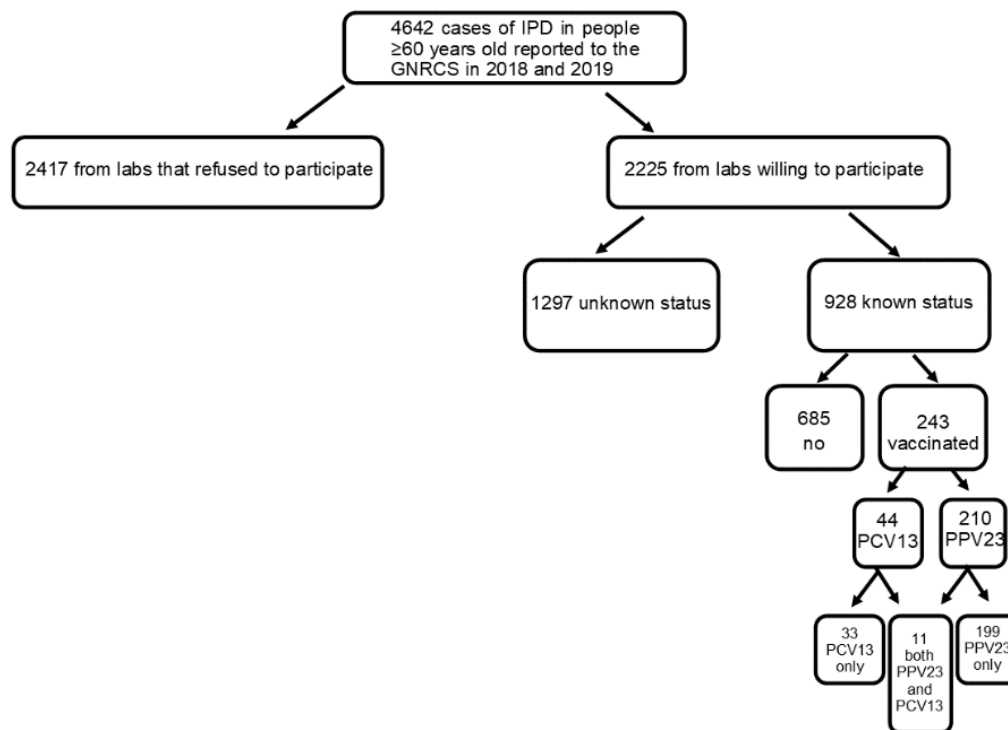 4642 cases of IPD in people
≥60 years old reported to the
GNRCS in 2018 and 2019
2417 from labs that refused to participate
2225 from labs willing to participate
1297 unknown status
928 known status
685
no
243
vaccinated
44
PCV13
210
PPV23
33
PCV13
only
11
both
PPV23
and
PCV13
199
PPV23
only